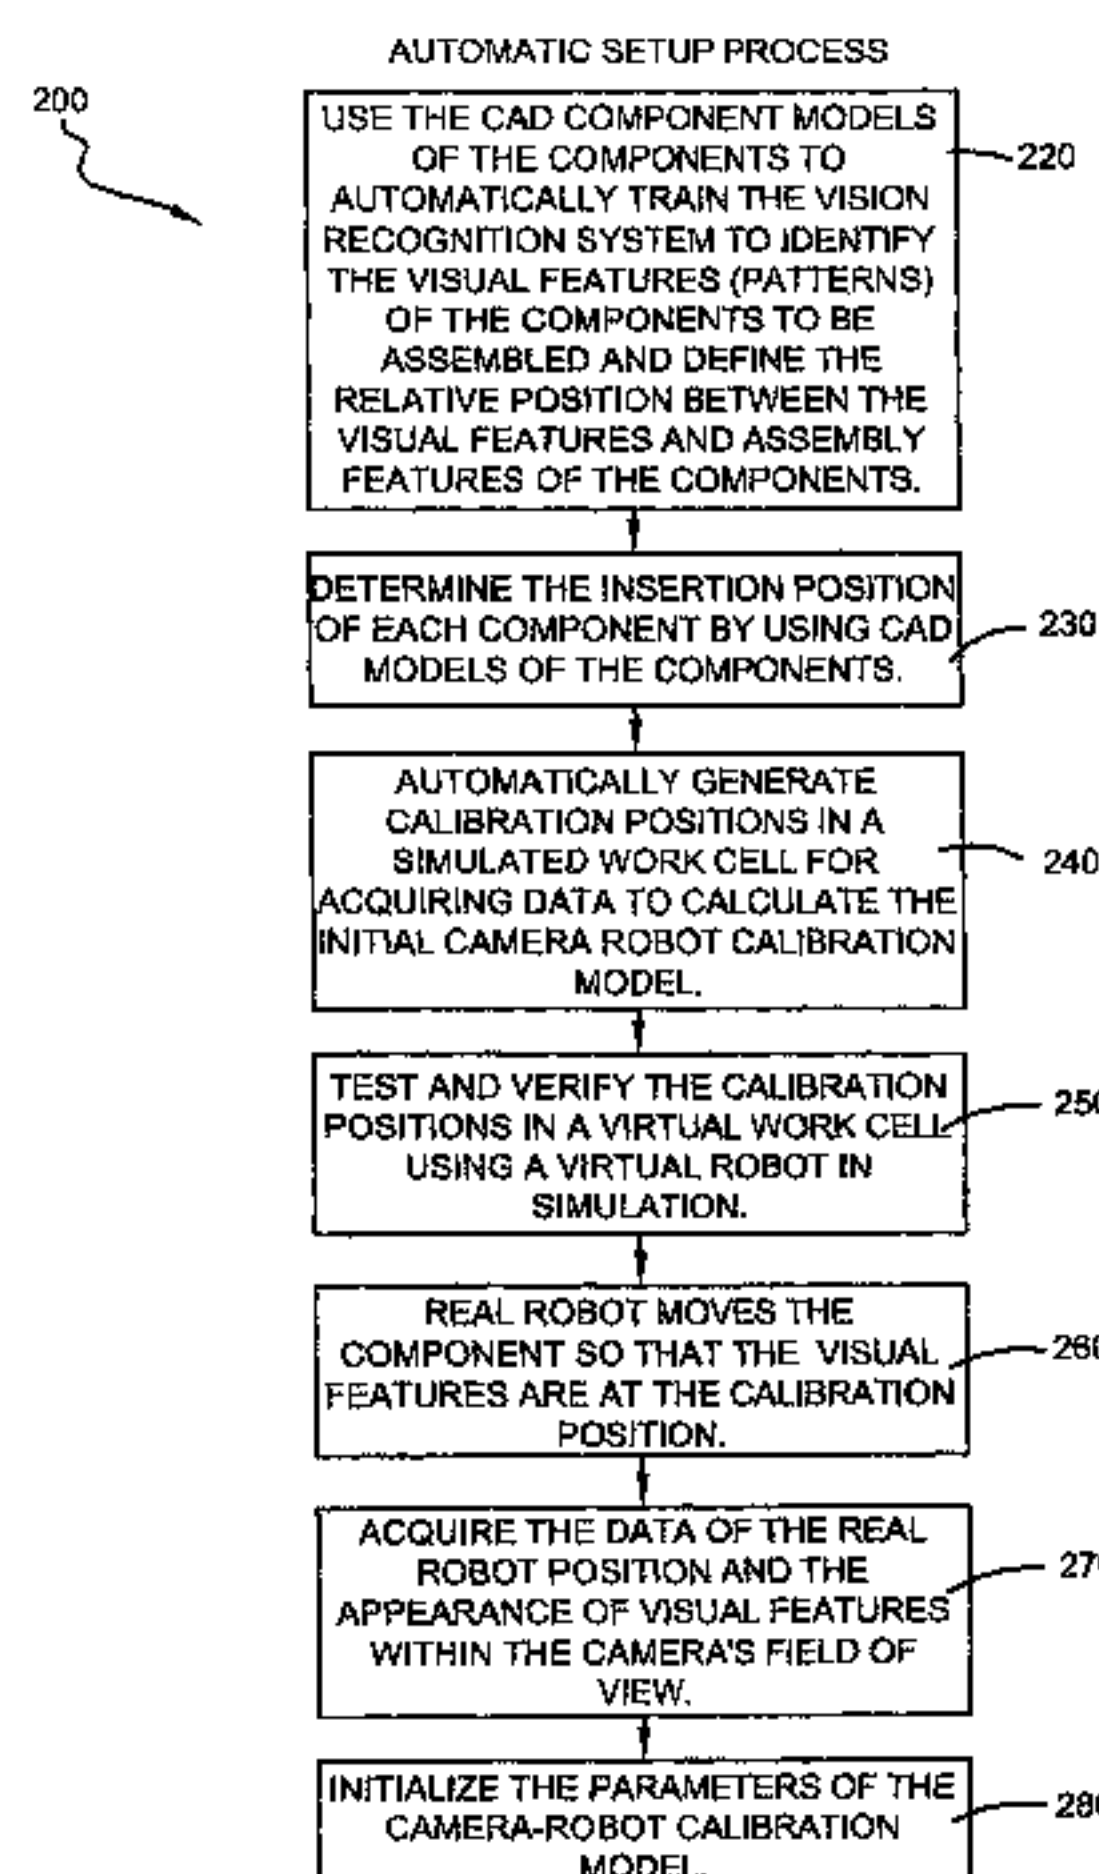 AUTOMATIC SETUP PROCESS
200
USE THE CAD COMPONENT MODELS
OF THE COMPONENTS TO
AUTOMATICALLY TRAIN THE VISION
RECOGNITION SYSTEM TO IDENTIFY
THE VISUAL FEATURES (PATTERNS)
OF THE COMPONENTS TO BE
ASSEMBLED AND DEFINE THE
RELATIVE POSITION BETWEEN THE
VISUAL FEATURES AND ASSEMBLY
FEATURES OF THE COMPONENTS.
220
DETERMINE THE INSERTION POSITION
OF EACH COMPONENT BY USING CAD
MODELS OF THE COMPONENTS.
230
AUTOMATICALLY GENERATE
CALIBRATION POSITIONS IN A
SIMULATED WORK CELL FOR
ACQUIRING DATA TO CALCULATE THE
INITIAL CAMERA ROBOT CALIBRATION
MODEL.
240
TEST AND VERIFY THE CALIBRATION
POSITIONS IN A VIRTUAL WORK CELL
USING A VIRTUAL ROBOT IN
SIMULATION.
250
REAL ROBOT MOVES THE
COMPONENT SO THAT THE VISUAL
FEATURES ARE AT THE CALIBRATION
POSITION.
260
ACQUIRE THE DATA OF THE REAL
ROBOT POSITION AND THE
APPEARANCE OF VISUAL FEATURES
WITHIN THE CAMERA'S FIELD OF
VIEW.
270
INITIALIZE THE PARAMETERS OF THE
CAMERA-ROBOT CALIBRATION
MODEL.
280